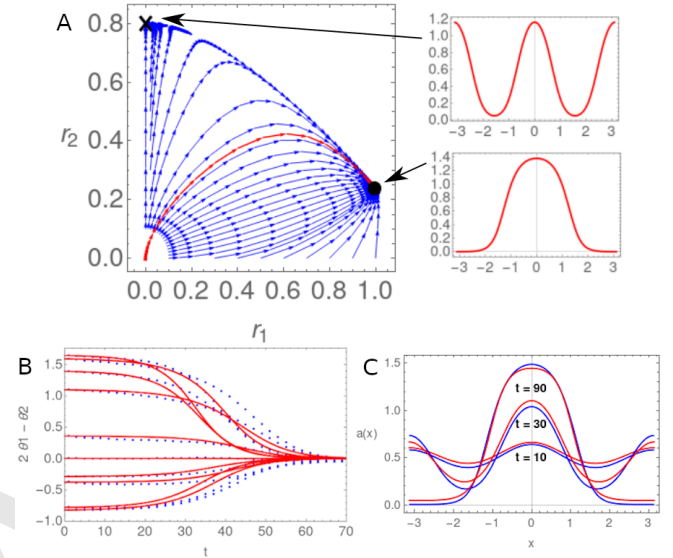 A
0.8
0.6
r2
0.4
0.2
0.0
0.0 0.2 0.4 0.6 0.8 1.0
r1
1.2
1.0
0.8
0.6
0.4
0.2
0.0
−3 −2 −1 0 1 2 3
1.4
1.2
1.0
0.8
0.6
0.4
0.2
0.0
−3 −2 −1 0 1 2 3
B
1.5
1.0
0.5
0.0
−0.5
−1.0
2 θ1 − θ2
0 10 20 30 40 50 60 70
t
C
1.5
1.0
a(x)
0.5
0.0
t = 90
t = 30
t = 10
−3 −2 −1 0 1 2 3
x